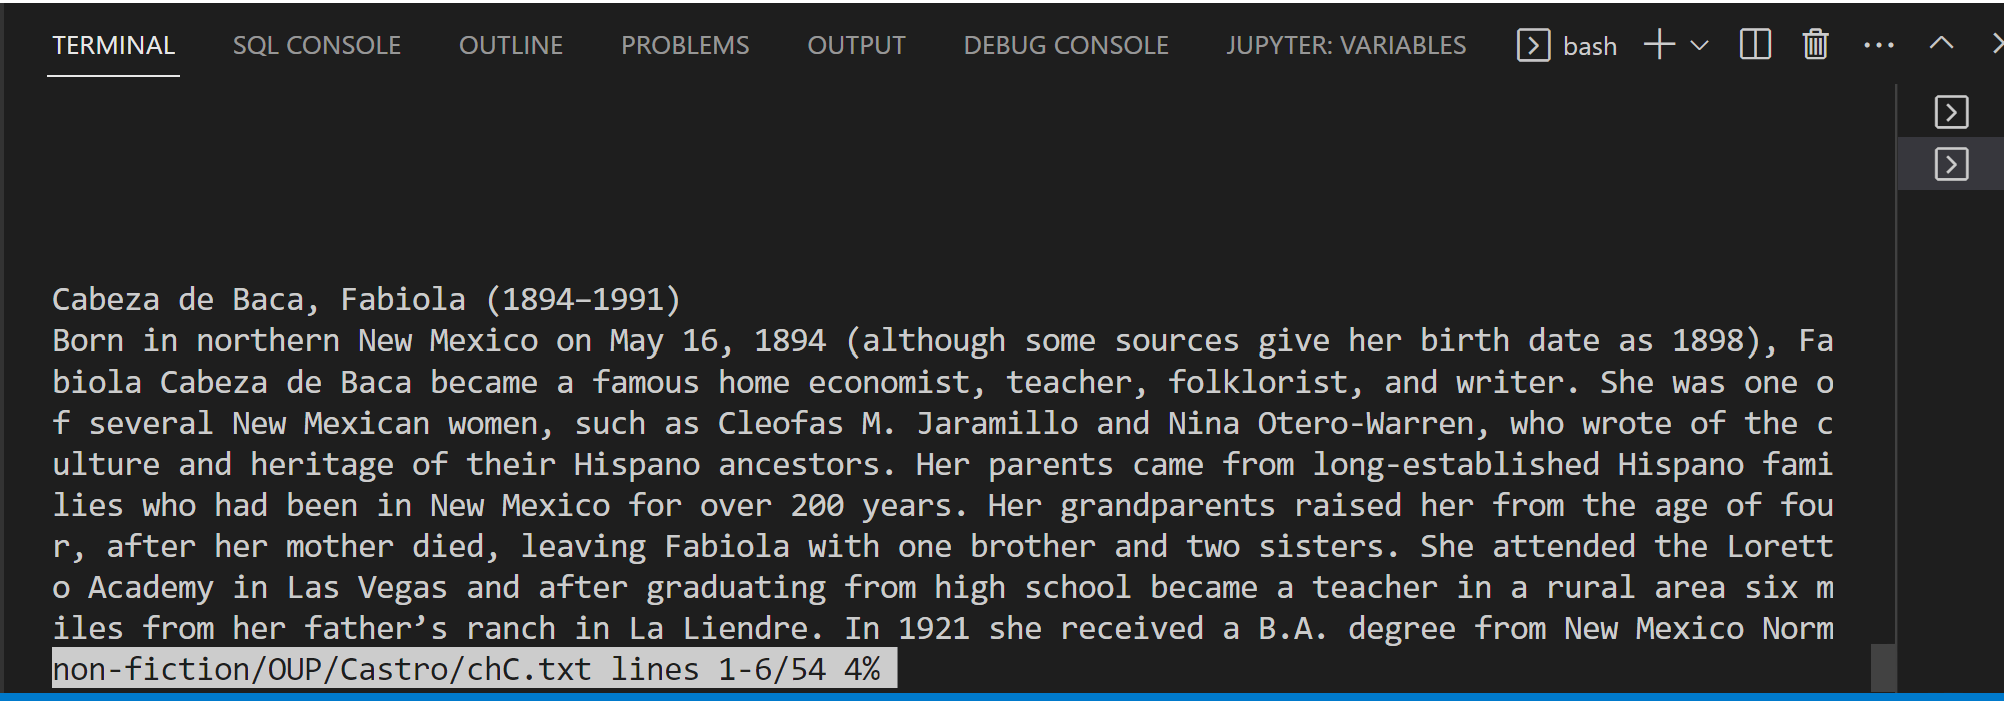 TERMINAL SQL CONSOLE OUTLINE PROBLEMS OUTPUT DEBUG CONSOLE JUPYTER: VARIABLES bash
Cabeza de Baca, Fabiola (1894–1991)
Born in northern New Mexico on May 16, 1894 (although some sources give her birth date as 1898), Fa
biola Cabeza de Baca became a famous home economist, teacher, folklorist, and writer. She was one o
f several New Mexican women, such as Cleofas M. Jaramillo and Nina Otero-Warren, who wrote of the c
ulture and heritage of their Hispano ancestors. Her parents came from long-established Hispano fami
lies who had been in New Mexico for over 200 years. Her grandparents raised her from the age of fou
r, after her mother died, leaving Fabiola with one brother and two sisters. She attended the Lorett
o Academy in Las Vegas and after graduating from high school became a teacher in a rural area six m
iles from her father’s ranch in La Liendre. In 1921 she received a B.A. degree from New Mexico Norm
non-fiction/OUP/Castro/chC.txt lines 1-6/54 4%